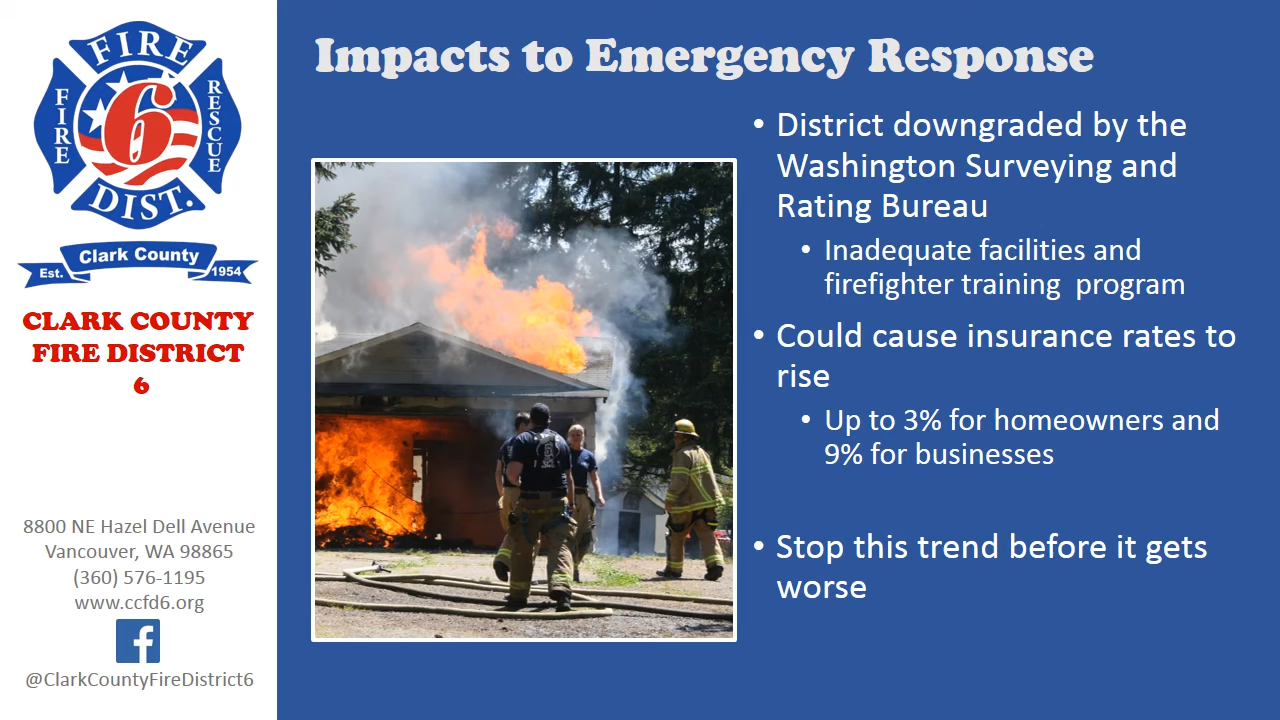 FIRE
FIRE
RESCUE
6
DIST.
Clark County
Est.
1954
CLARK COUNTY
FIRE DISTRICT
6
8800 NE Hazel Dell Avenue
Vancouver, WA 98865
(360) 576-1195
www.ccfd6.org
f
@ClarkCountyFireDistrict6
Impacts to Emergency Response
• District downgraded by the
Washington Surveying and
Rating Bureau
• Inadequate facilities and
firefighter training program
• Could cause insurance rates to
rise
• Up to 3% for homeowners and
9% for businesses
• Stop this trend before it gets
worse